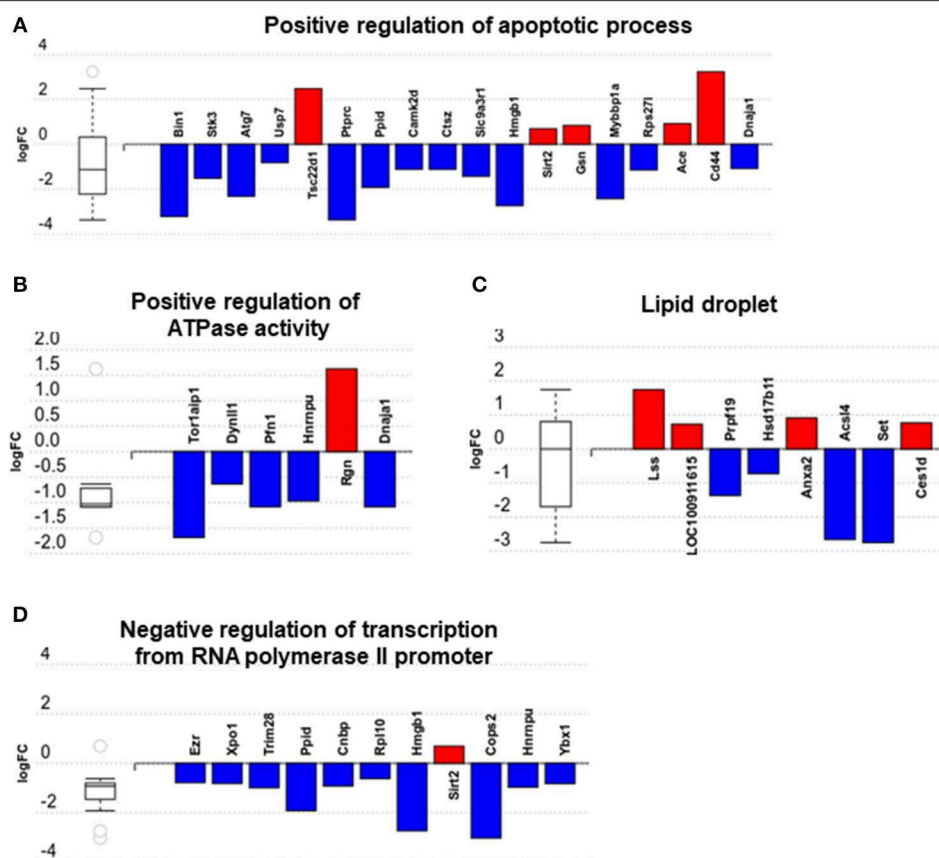 A
Positive regulation of apoptotic process
4
2
0
-2
-4
logFC
Bin1
Stk3
Atg7
Usp7
Tsc22d1
Ptprc
Ppid
Camk2d
Ctsz
Slc9a3r1
Hmgb1
Sirt2
Gsn
Mybbp1a
Rps27l
Ace
Cd44
Dnaja1
B
Positive regulation of
ATPase activity
2.0
1.5
1.0
0.5
0.0
-0.5
-1.0
-1.5
-2.0
logFC
Tor1aip1
Dynll1
Pfn1
Hnrnpu
Rgn
Dnaja1
C
Lipid droplet
3
2
1
0
-1
-2
-3
logFC
Lss
LOC100911615
Prpf19
Hsd17b11
Anxa2
Acsl4
Set
Ces1d
D
Negative regulation of transcription
from RNA polymerase II promoter
4
2
0
-2
-4
logFC
Ezr
Xpo1
Trim28
Ppid
Cnbp
Rpl10
Hmgb1
Sirt2
Cops2
Hnrnpu
Ybx1